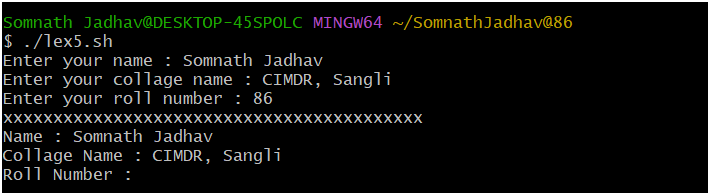 Somnath Jadhav@DESKTOP-45SPOLC MINGW64 ~/SomnathJadhav@86
$ ./lex5.sh
Enter your name : Somnath Jadhav
Enter your collage name : CIMDR, Sangli
Enter your roll number : 86
xxxxxxxxxxxxxxxxxxxxxxxxxxxxxxxxxxxxxxxxxx
Name : Somnath Jadhav
Collage Name : CIMDR, Sangli
Roll Number :